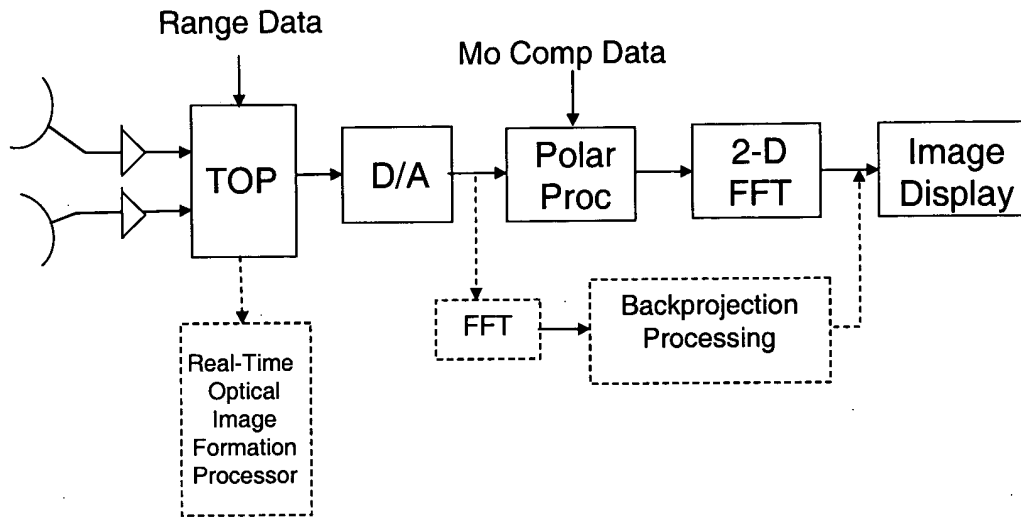 Range Data
Mo Comp Data
TOP
D/A
Polar
Proc
2-D
FFT
Image
Display
FFT
Backprojection
Processing
Real-Time
Optical
Image
Formation
Processor